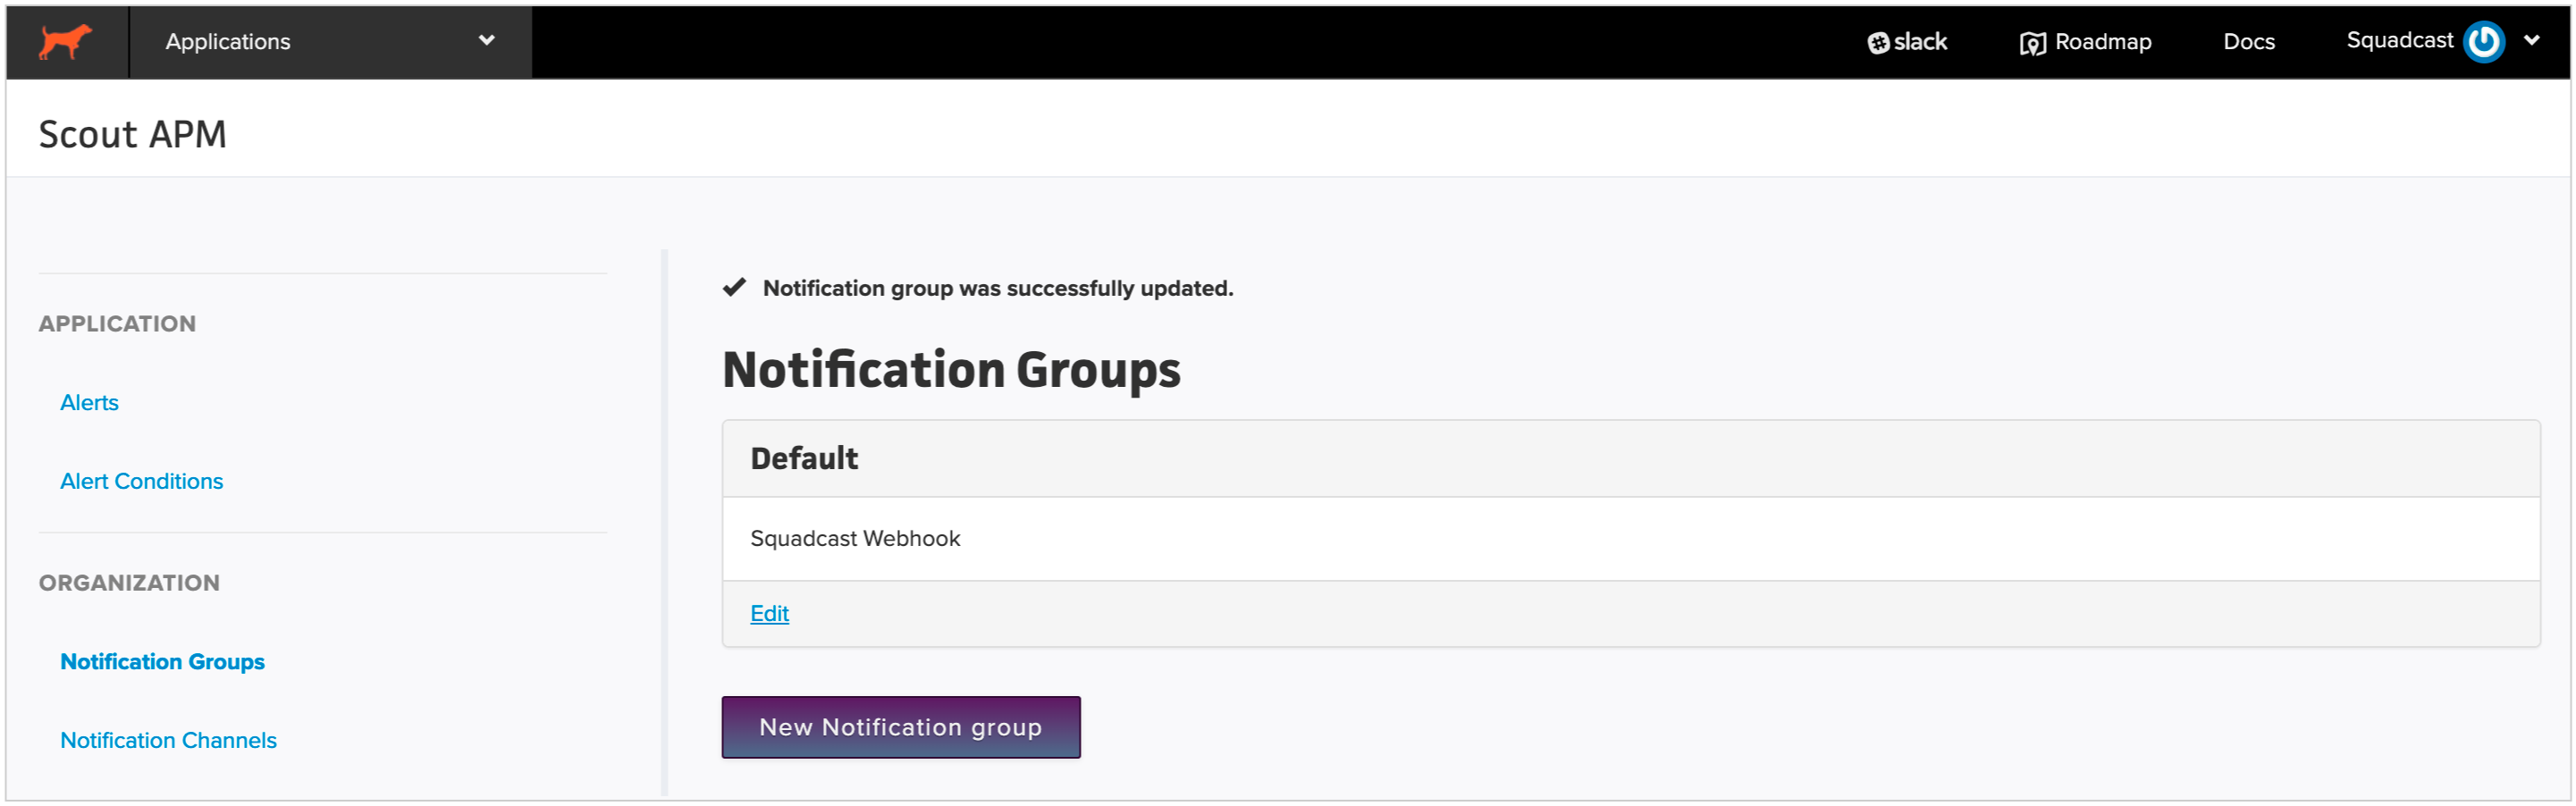 Applications
slack
Roadmap
Docs
Squadcast
Scout APM
APPLICATION
Alerts
Alert Conditions
ORGANIZATION
Notification Groups
Notification Channels
Notification group was successfully updated.
Notification Groups
Default
Squadcast Webhook
Edit
New Notification group